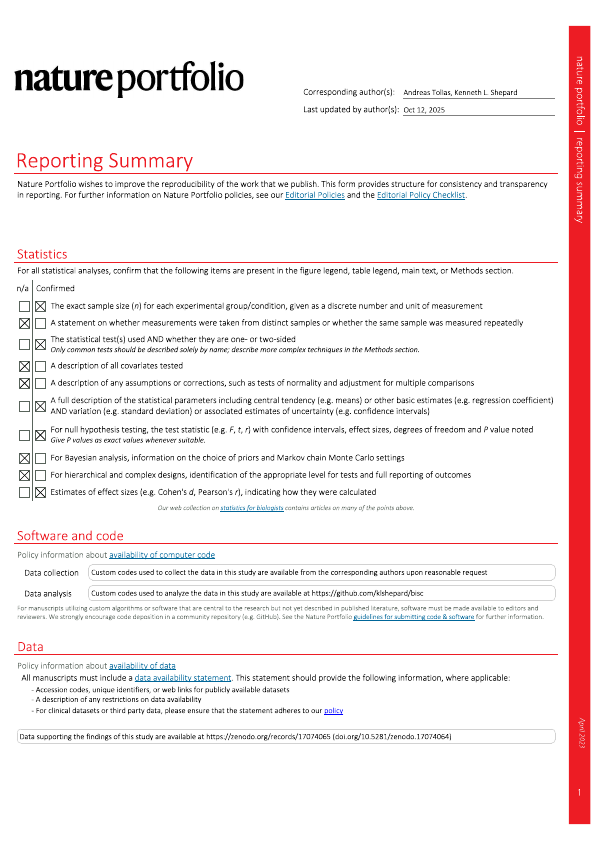 nature portfolio
Corresponding author(s): Andreas Tolias, Kenneth L. Shepard
Last updated by author(s): Oct 12, 2025
Reporting Summary
Nature Portfolio wishes to improve the reproducibility of the work that we publish. This form provides structure for consistency and transparency
in reporting. For further information on Nature Portfolio policies, see our Editorial Policies and the Editorial Policy Checklist.
Statistics
For all statistical analyses, confirm that the following items are present in the figure legend, table legend, main text, or Methods section.
n/a Confirmed
The exact sample size (n) for each experimental group/condition, given as a discrete number and unit of measurement
A statement on whether measurements were taken from distinct samples or whether the same sample was measured repeatedly
The statistical test(s) used AND whether they are one- or two-sided
Only common tests should be described solely by name; describe more complex techniques in the Methods section.
A description of all covariates tested
A description of any assumptions or corrections, such as tests of normality and adjustment for multiple comparisons
A full description of the statistical parameters including central tendency (e.g. means) or other basic estimates (e.g. regression coefficient)
AND variation (e.g. standard deviation) or associated estimates of uncertainty (e.g. confidence intervals)
For null hypothesis testing, the test statistic (e.g. F, t, r) with confidence intervals, effect sizes, degrees of freedom and P value noted
Give P values as exact values whenever suitable.
For Bayesian analysis, information on the choice of priors and Markov chain Monte Carlo settings
For hierarchical and complex designs, identification of the appropriate level for tests and full reporting of outcomes
Estimates of effect sizes (e.g. Cohen's d, Pearson's r), indicating how they were calculated
Our web collection on statistics for biologists contains articles on many of the points above.
Software and code
Policy information about availability of computer code
Data collection Custom codes used to collect the data in this study are available from the corresponding authors upon reasonable request
Data analysis Custom codes used to analyze the data in this study are available at https://github.com/klshepard/bisc
For manuscripts utilizing custom algorithms or software that are central to the research but not yet described in published literature, software must be made available to editors and
reviewers. We strongly encourage code deposition in a community repository (e.g. GitHub). See the Nature Portfolio guidelines for submitting code & software for further information.
Data
Policy information about availability of data
All manuscripts must include a data availability statement. This statement should provide the following information, where applicable:
- Accession codes, unique identifiers, or web links for publicly available datasets
- A description of any restrictions on data availability
- For clinical datasets or third party data, please ensure that the statement adheres to our policy
Data supporting the findings of this study are available at https://zenodo.org/records/17074065 (doi.org/10.5281/zenodo.17074064)
nature portfolio | reporting summary
April 2023
1